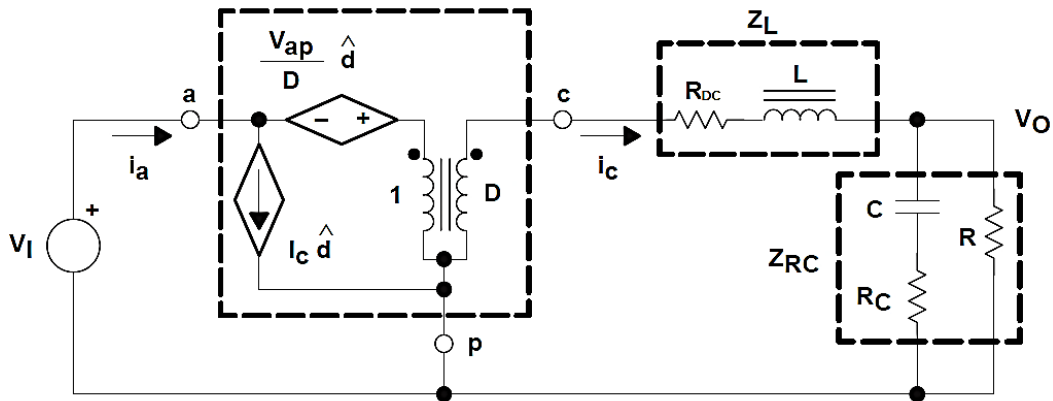 Z_L
V_ap / D d̂
a
c
R_DC
L
V_O
− +
i_a
i_c
1
D
C
R
+
V_I
I_c d̂
Z_RC
R_C
p